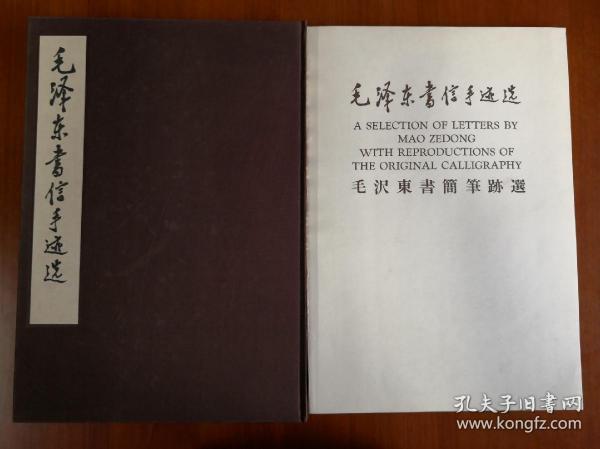 毛泽东书信手迹选
毛泽东書信手迹选
A SELECTION OF LETTERS BY
MAO ZEDONG
WITH REPRODUCTIONS OF
THE ORIGINAL CALLIGRAPHY
毛沢東書簡筆跡選
孔夫子旧书网
www.kongfz.com